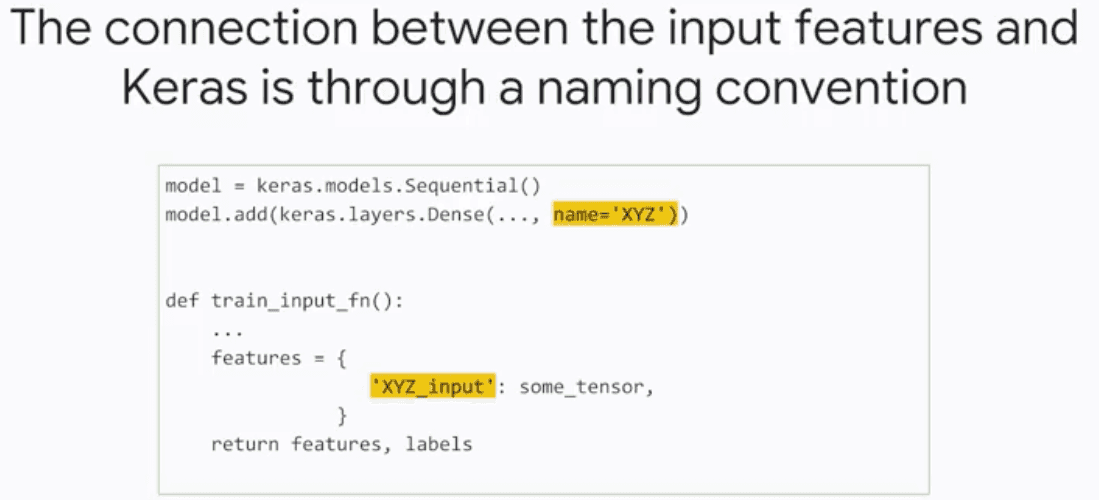 The connection between the input features and
Keras is through a naming convention
model = keras.models.Sequential()
model.add(keras.layers.Dense(..., name='XYZ'))
def train_input_fn():
...
features = {
'XYZ_input': some_tensor,
}
return features, labels